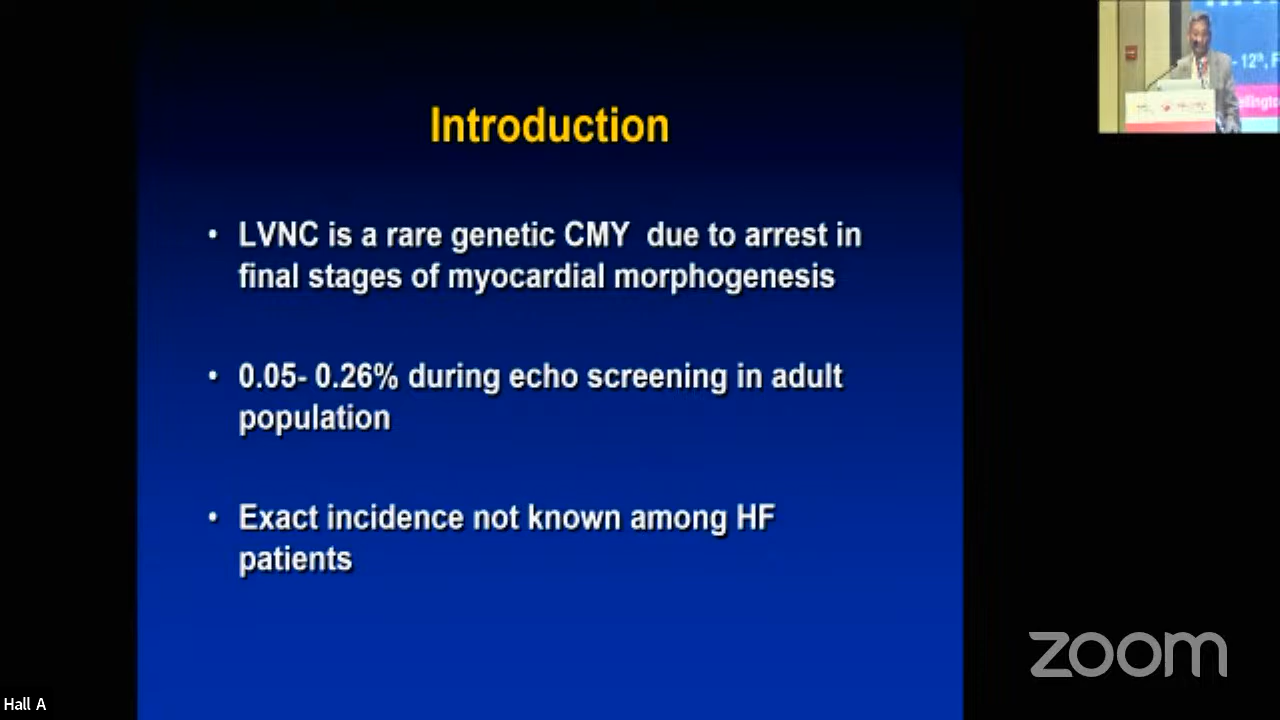 Introduction
• LVNC is a rare genetic CMY due to arrest in
final stages of myocardial morphogenesis
• 0.05- 0.26% during echo screening in adult
population
• Exact incidence not known among HF
patients
- 12th, F
zoom
Hall A